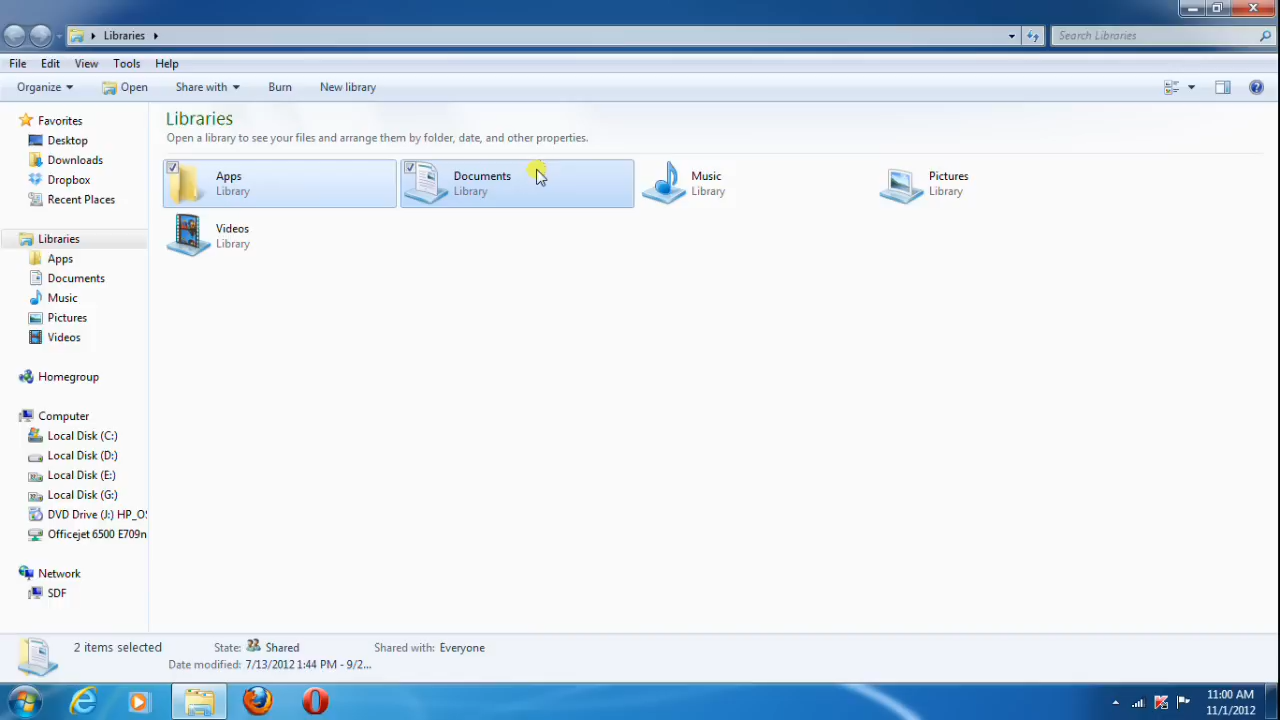 Libraries
Search Libraries
File Edit View Tools Help
Organize Open Share with Burn New library
Favorites
Desktop
Downloads
Dropbox
Recent Places
Libraries
Apps
Documents
Music
Pictures
Videos
Homegroup
Computer
Local Disk (C:)
Local Disk (D:)
Local Disk (E:)
Local Disk (G:)
DVD Drive (J:) HP_OS
Officejet 6500 E709n
Network
SDF
Libraries
Open a library to see your files and arrange them by folder, date, and other properties.
Apps
Library
Documents
Library
Music
Library
Pictures
Library
Videos
Library
2 items selected State: Shared Shared with: Everyone
Date modified: 7/13/2012 1:44 PM - 9/2...
11:00 AM
11/1/2012